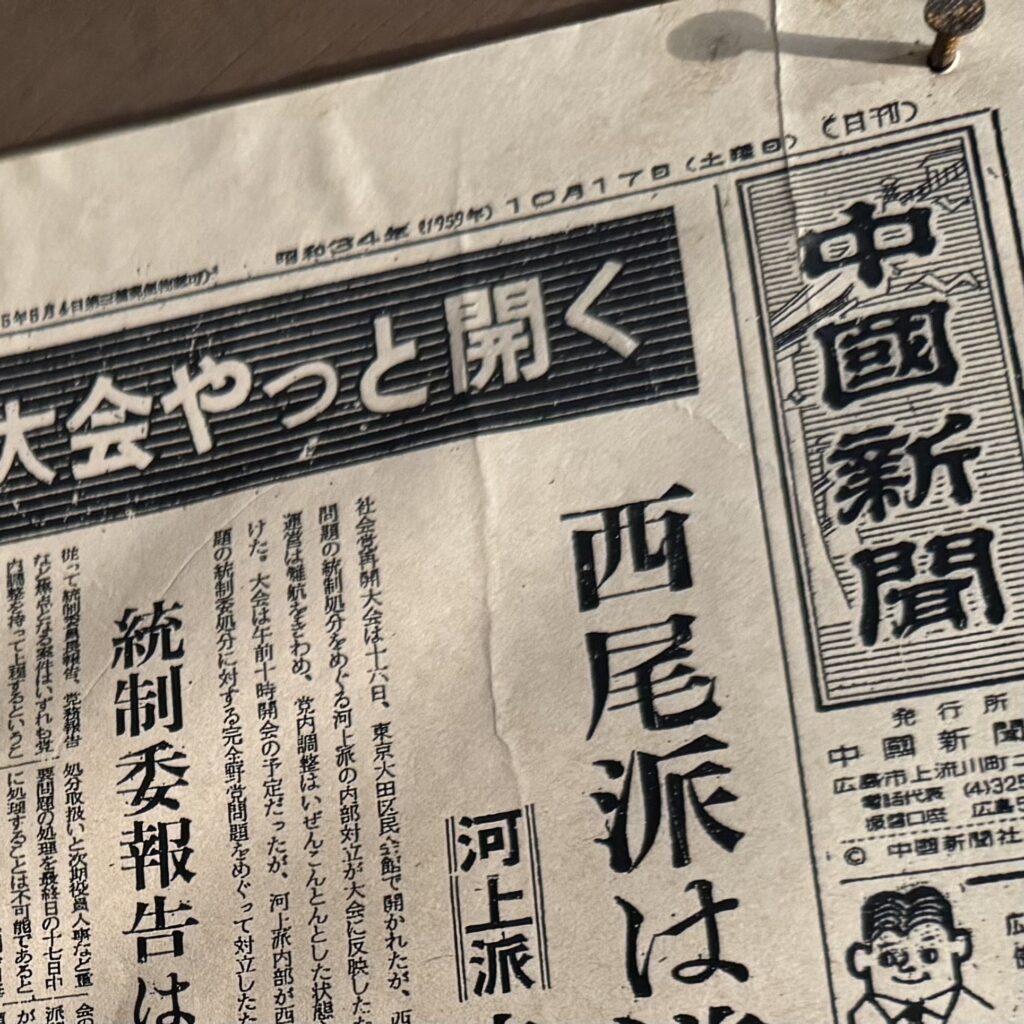 (日刊)
昭和34年(1959年)10月17日(土曜日)
中國新聞
発行所
中國新聞
広島市上流川町
電話代表 (4)325
振替口座 広島
© 中國新聞社
大会やっと開く
西尾派は
河上派
社会党再開大会は十六日、東京大田区民会館で開かれたが、西
問題の統制処分をめぐる河上派の内部対立が大会に反映した
運営は難航をきわめ、党内調整はいぜんこんとんとした状態
けた。大会は午前十時開会の予定だったが、河上派内部が西
題の統制委処分に対する完全野党問題をめぐって対立したた
統制委報告は
従って統制委員長報告、党務報告
など焦点となる案件はいずれも党
内調整を待って上程するというこ
処分取扱いと次期役員人事など重
要問題の処理を最終日の十七日中
に処理することは不可能であると